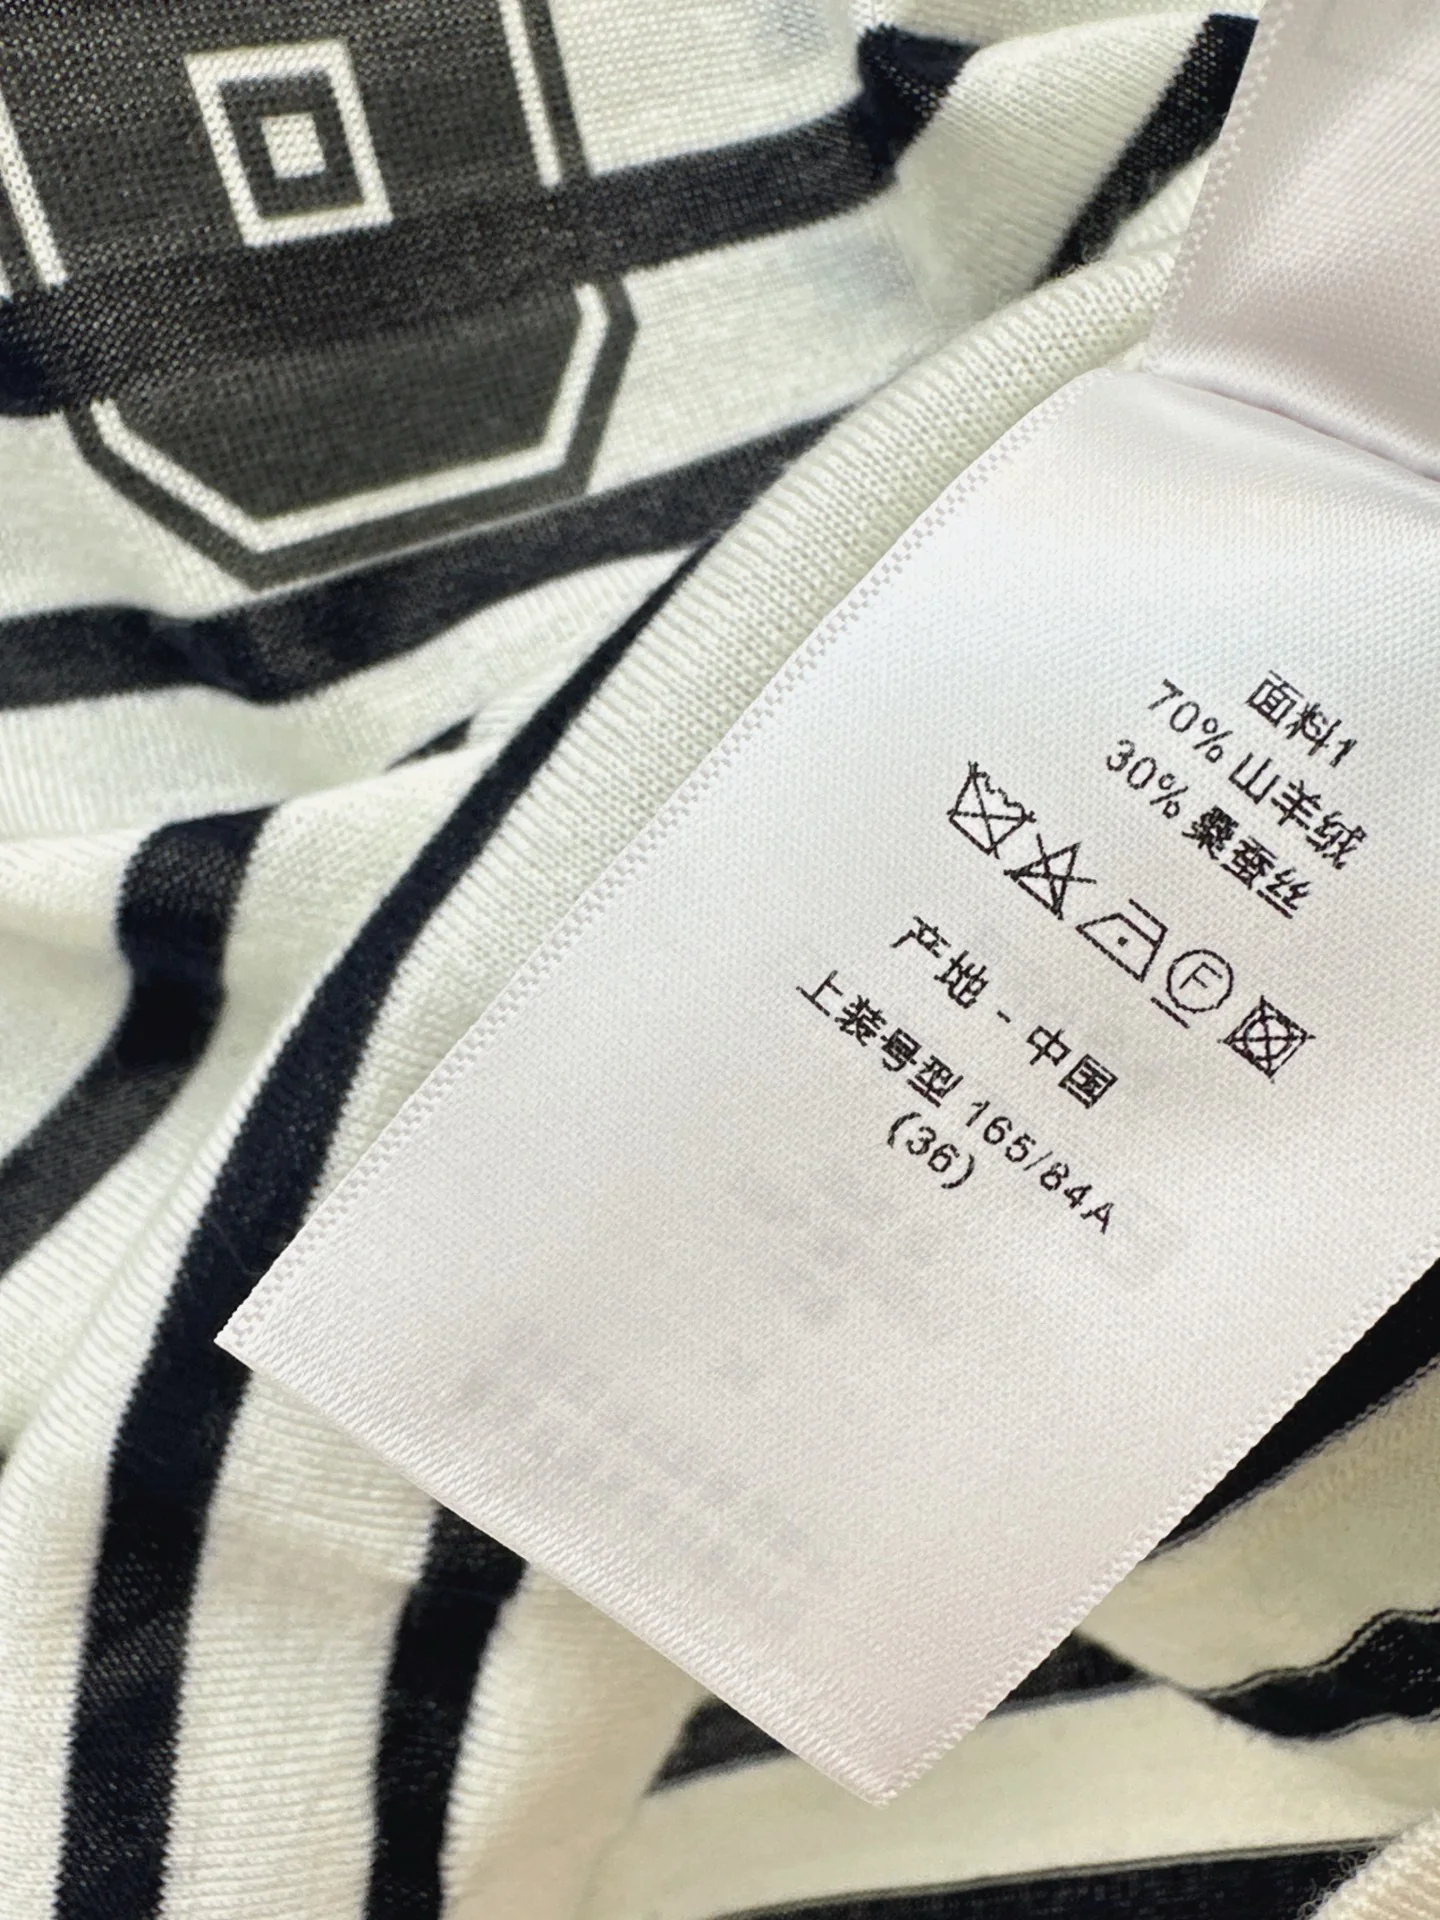 面料1
70% 山羊绒
30% 桑蚕丝
F
产地 - 中国
上装号型 165/84A
(36)